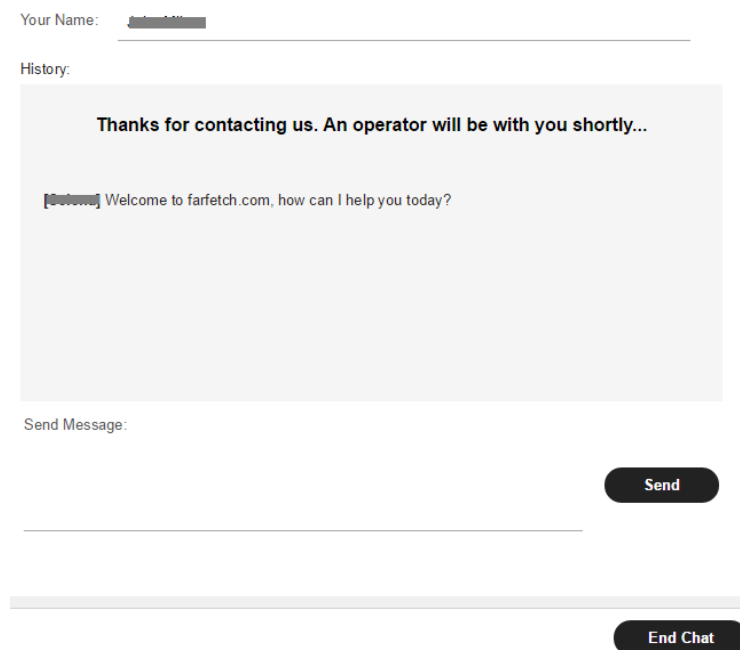 Your Name:
History:
Thanks for contacting us. An operator will be with you shortly...
Welcome to farfetch.com, how can I help you today?
Send Message:
Send
End Chat